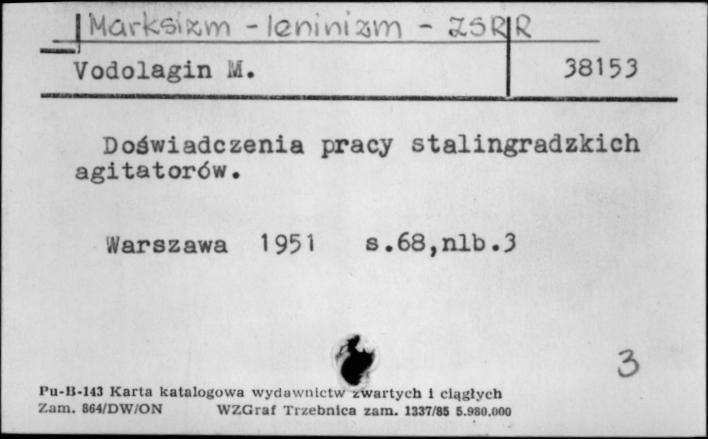 Marksizm - leninizm - ZSRR
Vodolagin M. 38153
Doświadczenia pracy stalingradzkich
agitatorów.
Warszawa 1951 s.68,nlb.3
3
Pu-B-143 Karta katalogowa wydawnictw zwartych i ciągłych
Zam. 864/DW/ON WZGraf Trzebnica zam. 1337/85 5.980.000